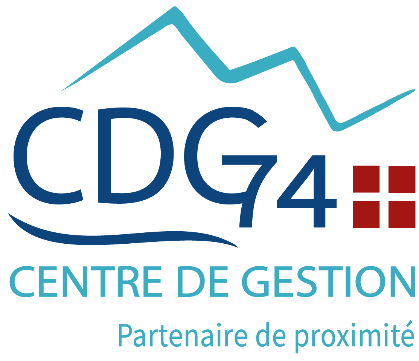 CDG74
CENTRE DE GESTION
Partenaire de proximité